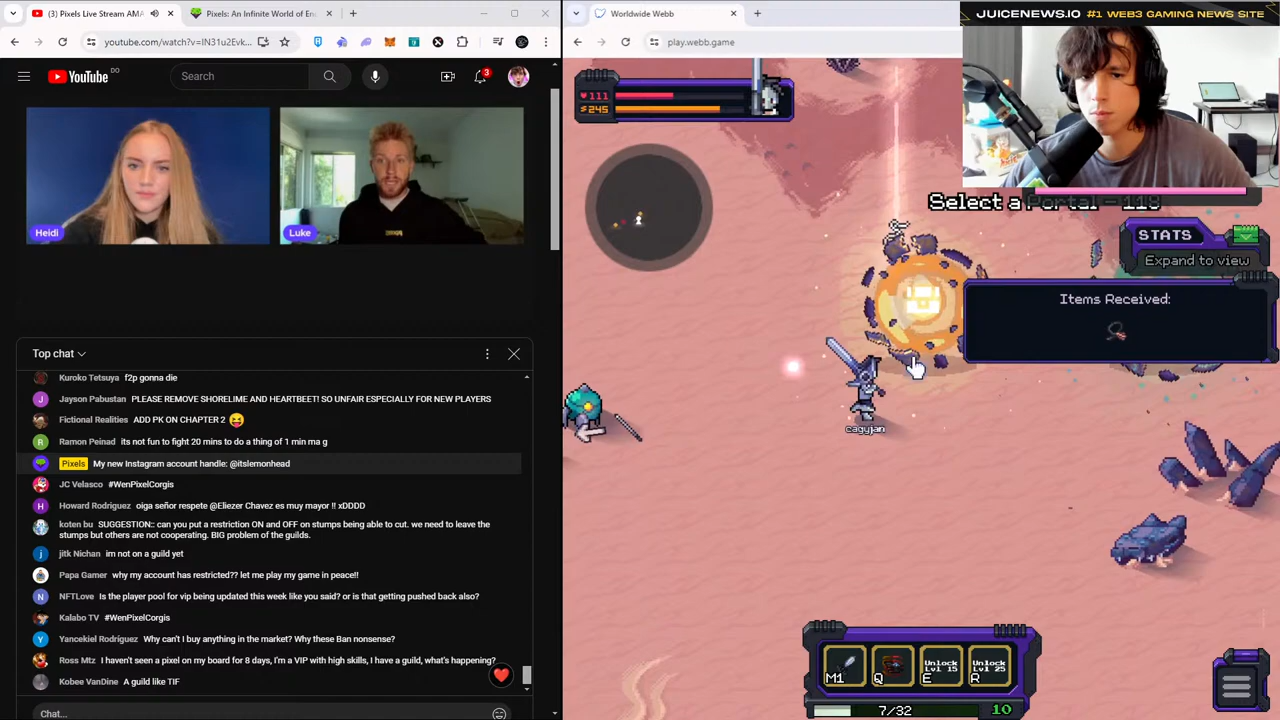 (3) Pixels Live Stream AMA
Pixels: An Infinite World of En
Worldwide Webb
youtube.com/watch?v=IN31u2Evk...
play.webb.game
JUICENEWS.IO #1 WEB3 GAMING NEWS SITE
YouTube DO
Search
3
Heidi
Luke
Top chat
Kuroko Tetsuya f2p gonna die
Jayson Pabustan PLEASE REMOVE SHORELIME AND HEARTBEET! SO UNFAIR ESPECIALLY FOR NEW PLAYERS
Fictional Realities ADD PK ON CHAPTER 2 😝
Ramon Peinad its not fun to fight 20 mins to do a thing of 1 min ma g
Pixels My new Instagram account handle: @itslemonhead
JC Velasco #WenPixelCorgis
Howard Rodriguez oiga señor respete @Eliezer Chavez es muy mayor !! xDDDD
koten bu SUGGESTION:: can you put a restriction ON and OFF on stumps being able to cut. we need to leave the
stumps but others are not cooperating. BIG problem of the guilds.
jitk Nichan im not on a guild yet
Papa Gamer why my account has restricted?? let me play my game in peace!!
NFTLove Is the player pool for vip being updated this week like you said? or is that getting pushed back also?
Kalabo TV #WenPixelCorgis
Yancekiel Rodriguez Why can't I buy anything in the market? Why these Ban nonsense?
Ross Mtz I haven't seen a pixel on my board for 8 days, I'm a VIP with high skills, I have a guild, what's happening?
Kobee VanDine A guild like TIF
Chat...
111
245
Select a Portal - 118
STATS
Expand to view
Items Received:
cagyjan
M1
Q
Unlock
Lvl 15
E
Unlock
Lvl 25
R
7/32
10